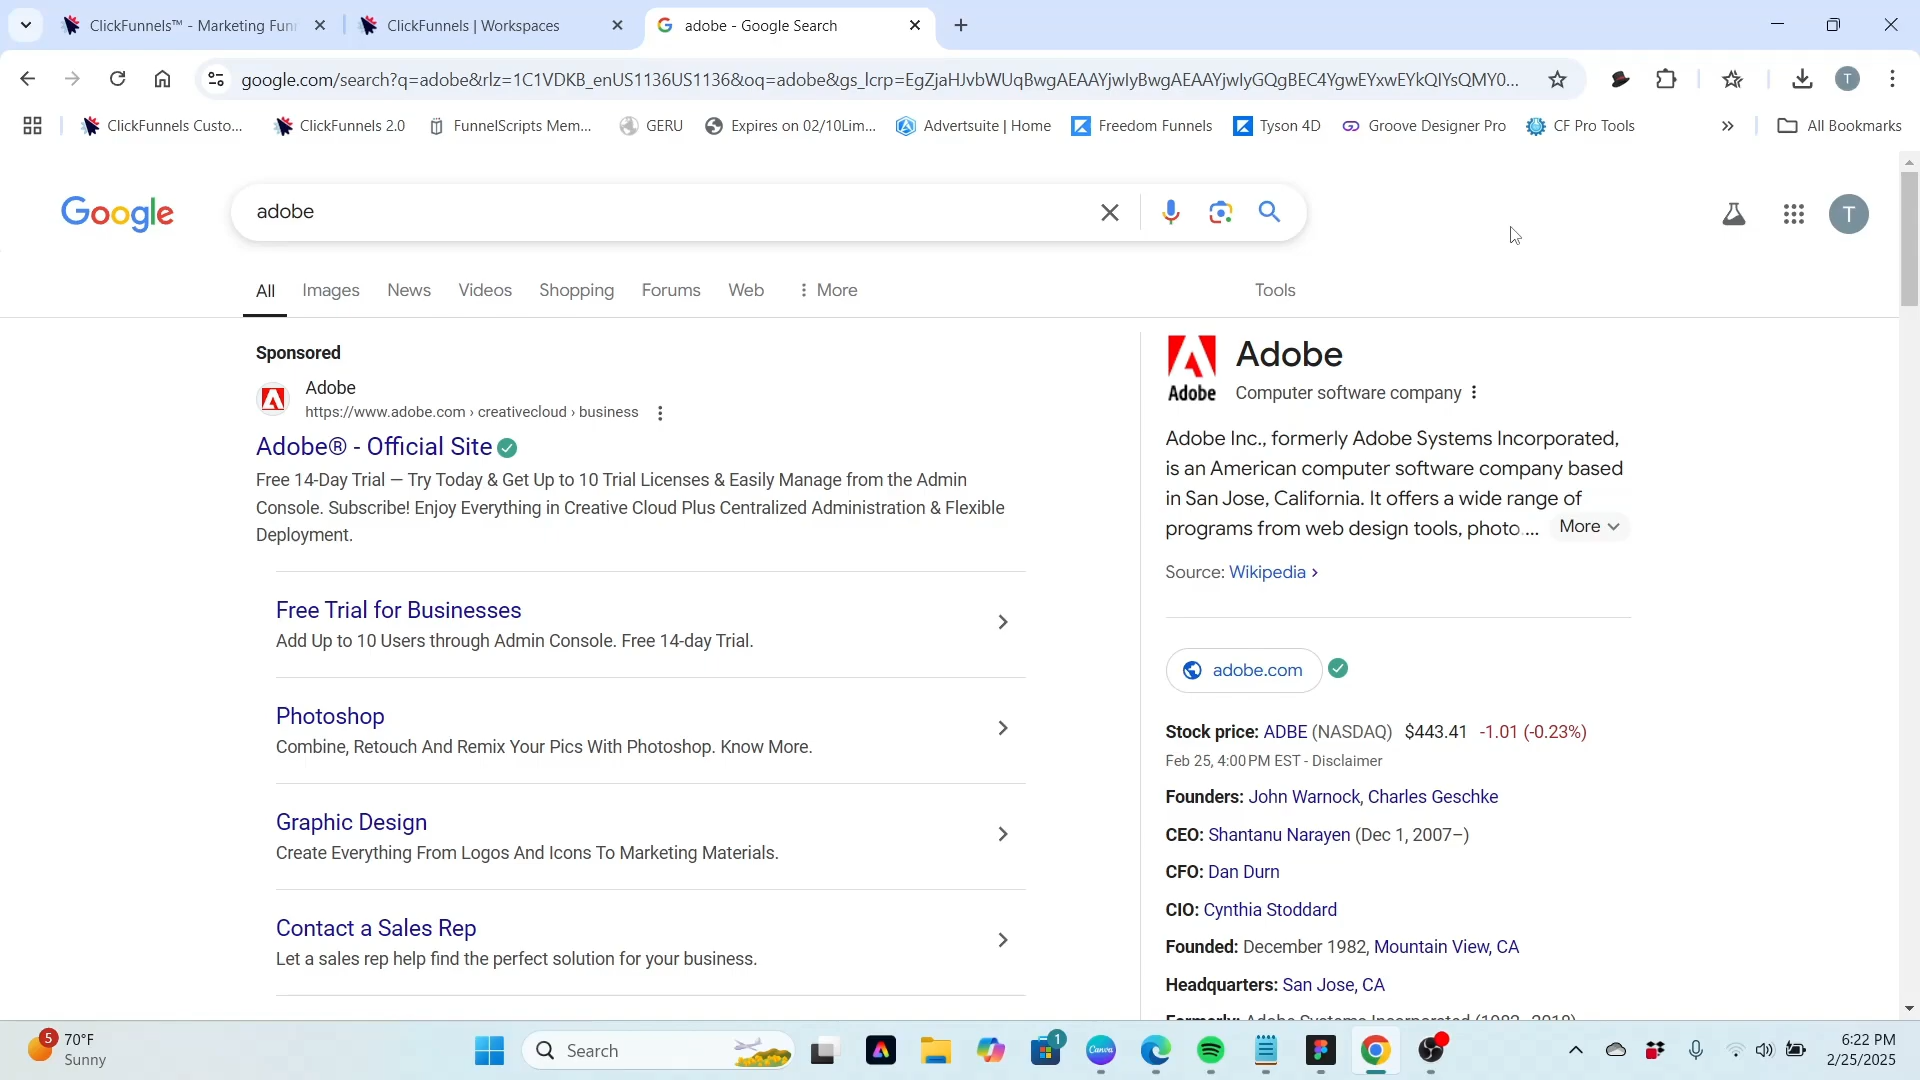 ClickFunnels™ - Marketing Fun
ClickFunnels | Workspaces
adobe - Google Search
google.com/search?q=adobe&rlz=1C1VDKB_enUS1136US1136&oq=adobe&gs_lcrp=EgZjaHJvbWUqBwgAEAAYjwIyBwgAEAAYjwIyGQgBEC4YgwEYxwEYkQIYsQMY0...
ClickFunnels Custo...
ClickFunnels 2.0
FunnelScripts Mem...
GERU
Expires on 02/10Lim...
Advertsuite | Home
Freedom Funnels
Tyson 4D
Groove Designer Pro
CF Pro Tools
All Bookmarks
T
Google
adobe
T
All
Images
News
Videos
Shopping
Forums
Web
More
Tools
Sponsored
Adobe
https://www.adobe.com › creativecloud › business
Adobe® - Official Site
Free 14-Day Trial — Try Today & Get Up to 10 Trial Licenses & Easily Manage from the Admin
Console. Subscribe! Enjoy Everything in Creative Cloud Plus Centralized Administration & Flexible
Deployment.
Free Trial for Businesses
Add Up to 10 Users through Admin Console. Free 14-day Trial.
Photoshop
Combine, Retouch And Remix Your Pics With Photoshop. Know More.
Graphic Design
Create Everything From Logos And Icons To Marketing Materials.
Contact a Sales Rep
Let a sales rep help find the perfect solution for your business.
Adobe
Adobe
Computer software company
Adobe Inc., formerly Adobe Systems Incorporated,
is an American computer software company based
in San Jose, California. It offers a wide range of
programs from web design tools, photo.... More
Source: Wikipedia ›
adobe.com
Stock price: ADBE (NASDAQ) $443.41 -1.01 (-0.23%)
Feb 25, 4:00 PM EST - Disclaimer
Founders: John Warnock, Charles Geschke
CEO: Shantanu Narayen (Dec 1, 2007–)
CFO: Dan Durn
CIO: Cynthia Stoddard
Founded: December 1982, Mountain View, CA
Headquarters: San Jose, CA
Formerly: Adobe Systems Incorporated (1982–2018)
5
70°F
Sunny
Search
1
Canva
6:22 PM
2/25/2025